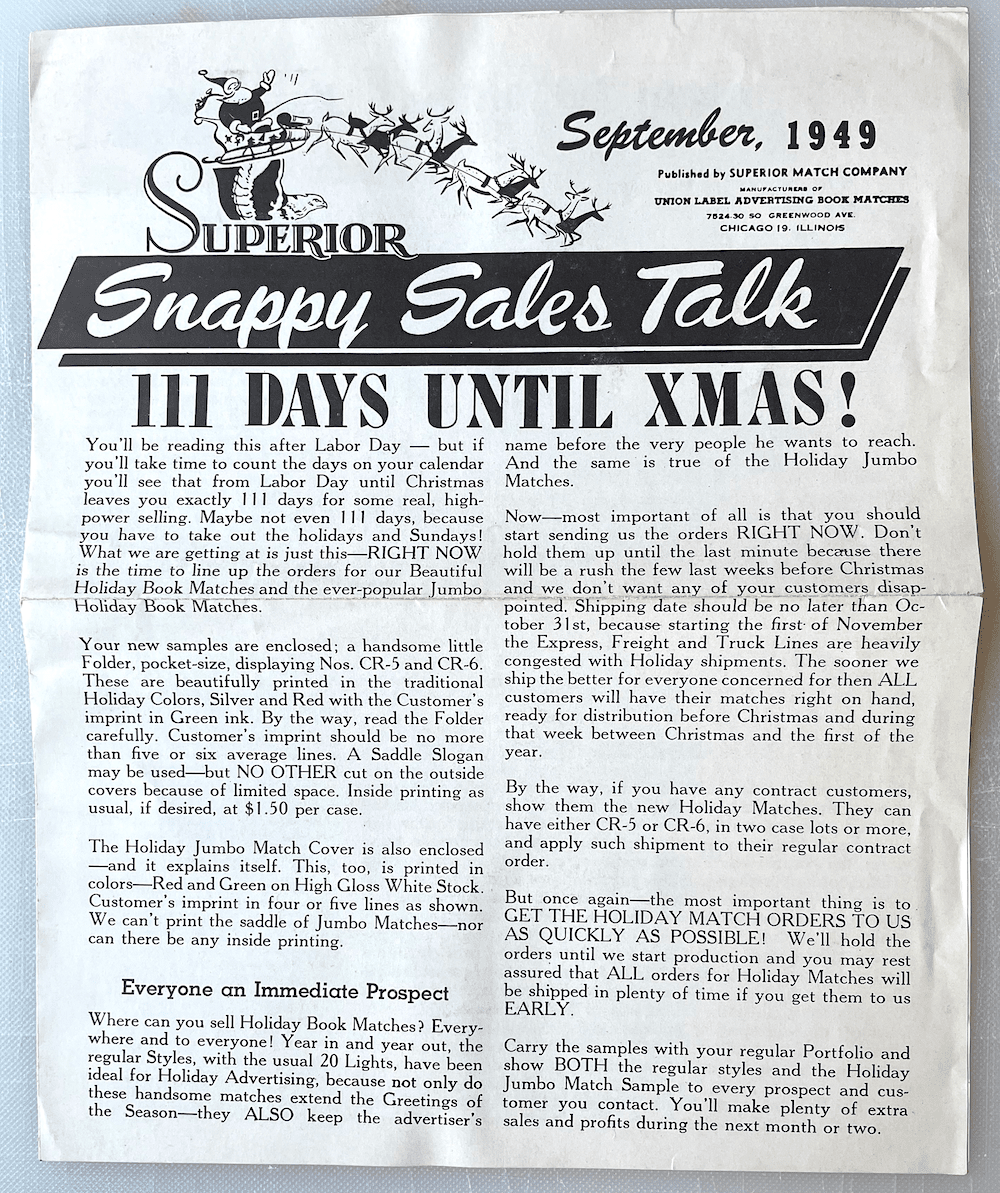 September, 1949
Published by SUPERIOR MATCH COMPANY
MANUFACTURERS OF
UNION LABEL ADVERTISING BOOK MATCHES
7524-30 SO GREENWOOD AVE.
CHICAGO 19, ILLINOIS
SUPERIOR
Snappy Sales Talk
111 DAYS UNTIL XMAS!
You'll be reading this after Labor Day — but if
you'll take time to count the days on your calendar
you'll see that from Labor Day until Christmas
leaves you exactly 111 days for some real, high-
power selling. Maybe not even 111 days, because
you have to take out the holidays and Sundays!
What we are getting at is just this—RIGHT NOW
is the time to line up the orders for our Beautiful
Holiday Book Matches and the ever-popular Jumbo
Holiday Book Matches.
Your new samples are enclosed; a handsome little
Folder, pocket-size, displaying Nos. CR-5 and CR-6.
These are beautifully printed in the traditional
Holiday Colors, Silver and Red with the Customer's
imprint in Green ink. By the way, read the Folder
carefully. Customer's imprint should be no more
than five or six average lines. A Saddle Slogan
may be used—but NO OTHER cut on the outside
covers because of limited space. Inside printing as
usual, if desired, at $1.50 per case.
The Holiday Jumbo Match Cover is also enclosed
—and it explains itself. This, too, is printed in
colors—Red and Green on High Gloss White Stock.
Customer's imprint in four or five lines as shown.
We can't print the saddle of Jumbo Matches—nor
can there be any inside printing.
Everyone an Immediate Prospect
Where can you sell Holiday Book Matches? Every-
where and to everyone! Year in and year out, the
regular Styles, with the usual 20 Lights, have been
ideal for Holiday Advertising, because not only do
these handsome matches extend the Greetings of
the Season—they ALSO keep the advertiser's
name before the very people he wants to reach.
And the same is true of the Holiday Jumbo
Matches.
Now—most important of all is that you should
start sending us the orders RIGHT NOW. Don't
hold them up until the last minute because there
will be a rush the few last weeks before Christmas
and we don't want any of your customers disap-
pointed. Shipping date should be no later than Oc-
tober 31st, because starting the first of November
the Express, Freight and Truck Lines are heavily
congested with Holiday shipments. The sooner we
ship the better for everyone concerned for then ALL
customers will have their matches right on hand,
ready for distribution before Christmas and during
that week between Christmas and the first of the
year.
By the way, if you have any contract customers,
show them the new Holiday Matches. They can
have either CR-5 or CR-6, in two case lots or more,
and apply such shipment to their regular contract
order.
But once again—the most important thing is to
GET THE HOLIDAY MATCH ORDERS TO US
AS QUICKLY AS POSSIBLE! We'll hold the
orders until we start production and you may rest
assured that ALL orders for Holiday Matches will
be shipped in plenty of time if you get them to us
EARLY.
Carry the samples with your regular Portfolio and
show BOTH the regular styles and the Holiday
Jumbo Match Sample to every prospect and cus-
tomer you contact. You'll make plenty of extra
sales and profits during the next month or two.